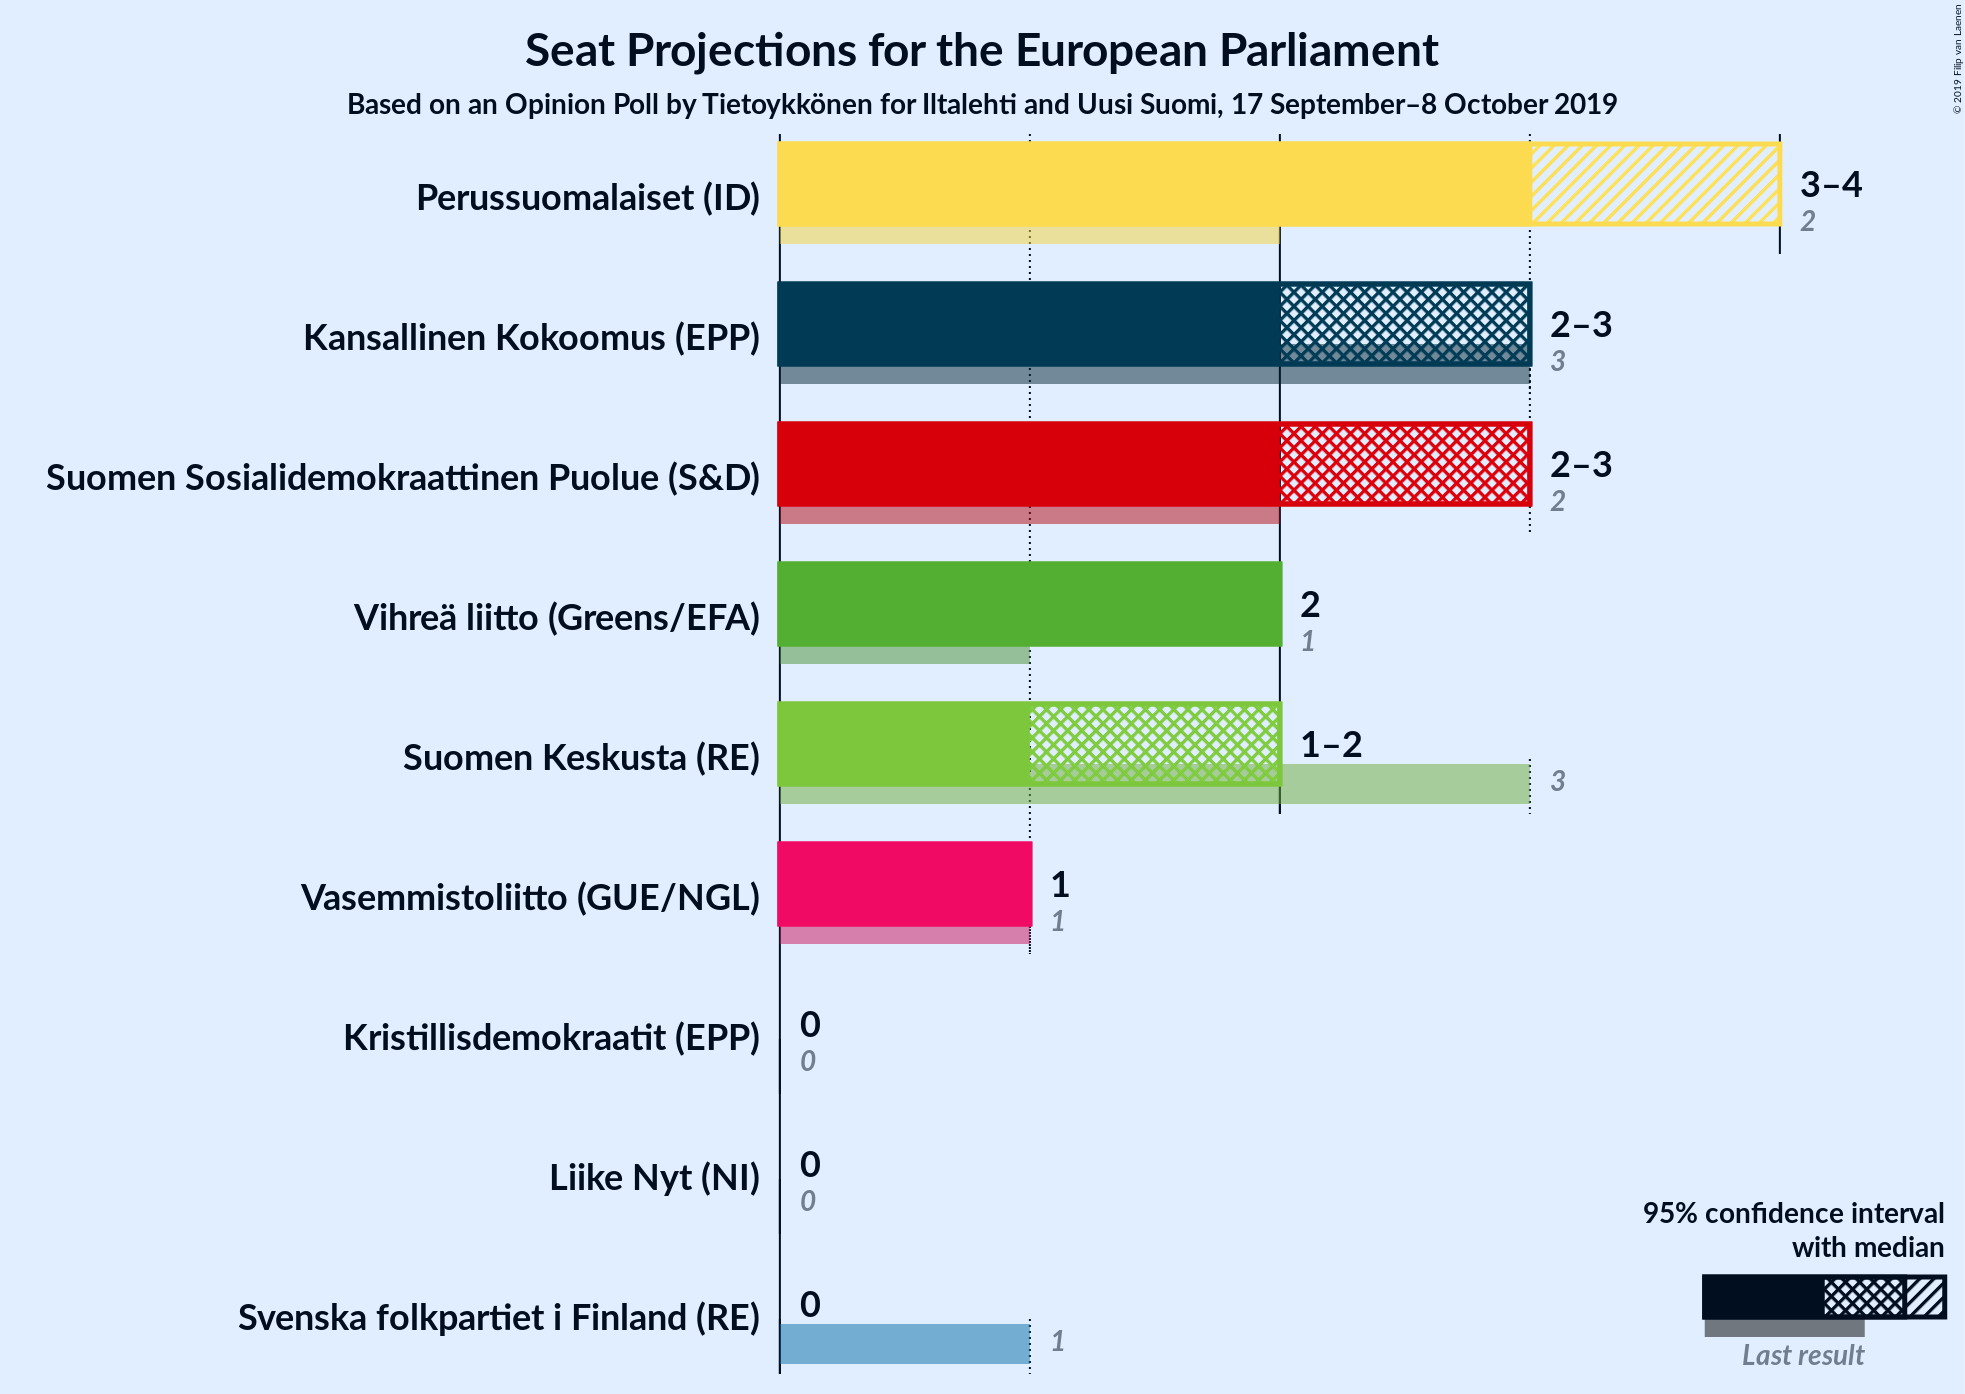 Seat Projections for the European Parliament
Based on an Opinion Poll by Tietoykkönen for Iltalehti and Uusi Suomi, 17 September–8 October 2019
© 2019 Filip van Laenen
Perussuomalaiset (ID)
3–4
2
Kansallinen Kokoomus (EPP)
2–3
3
Suomen Sosialidemokraattinen Puolue (S&D)
2–3
2
Vihreä liitto (Greens/EFA)
2
1
Suomen Keskusta (RE)
1–2
3
Vasemmistoliitto (GUE/NGL)
1
1
Kristillisdemokraatit (EPP)
0
0
Liike Nyt (NI)
0
0
Svenska folkpartiet i Finland (RE)
0
1
95% confidence interval
with median
Last result